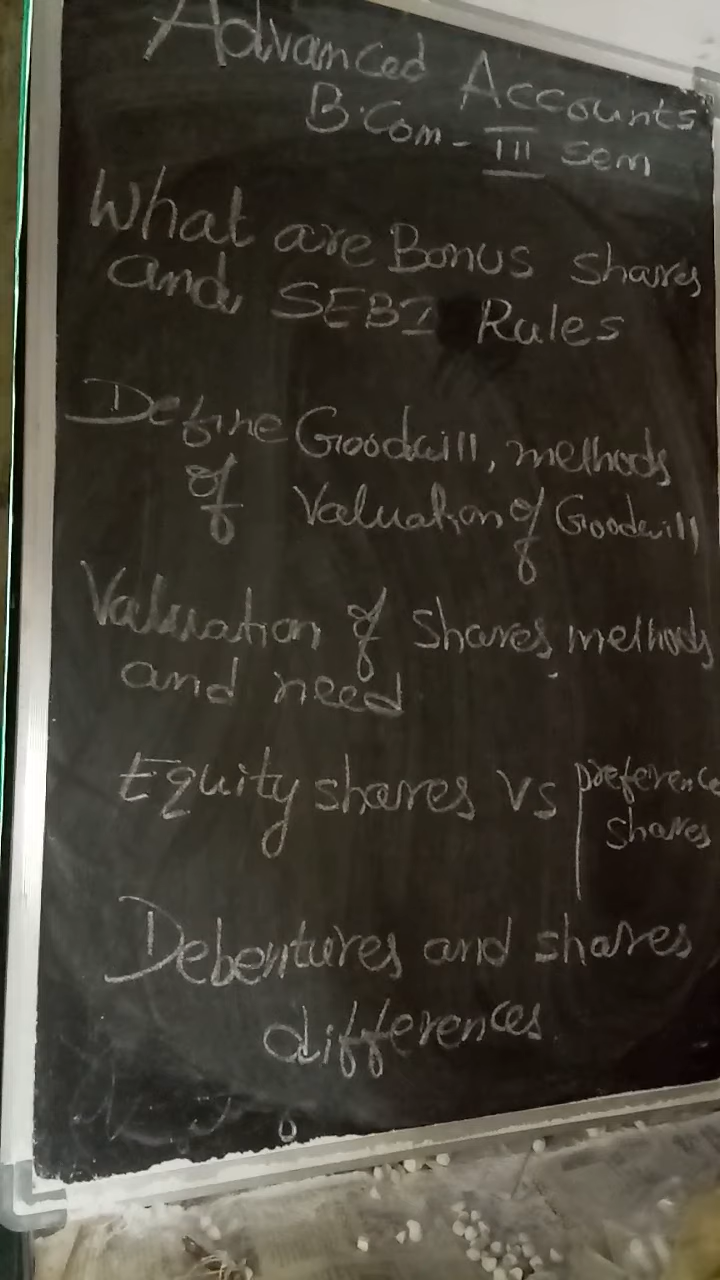 Advanced Accounts
B.Com - III Sem
What are Bonus shares
and SEBI Rules
Define Goodwill, methods
of Valuation of Goodwill
Valuation of Shares, methods
and need
Equity shares Vs preference
shares
Debentures and shares
differences